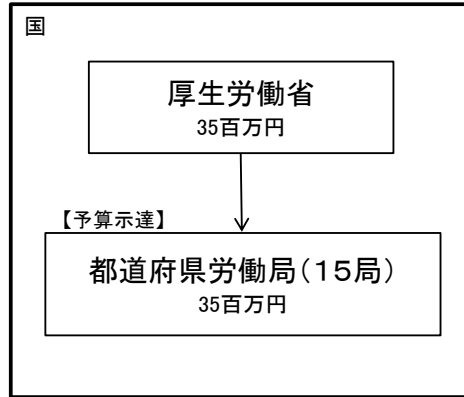 国
厚生労働省
35百万円
【予算示達】
都道府県労働局(15局)
35百万円